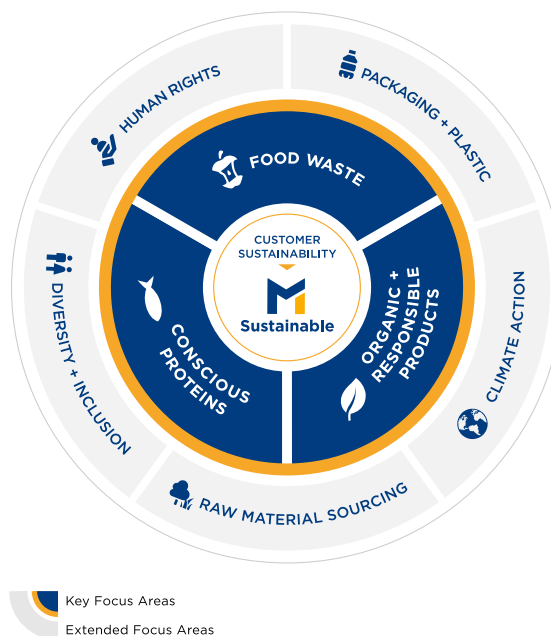 HUMAN RIGHTS
PACKAGING + PLASTIC
FOOD WASTE
CUSTOMER
SUSTAINABILITY
M
Sustainable
ORGANIC +
RESPONSIBLE
PRODUCTS
CONSCIOUS
PROTEINS
DIVERSITY + INCLUSION
CLIMATE ACTION
RAW MATERIAL SOURCING
Key Focus Areas
Extended Focus Areas